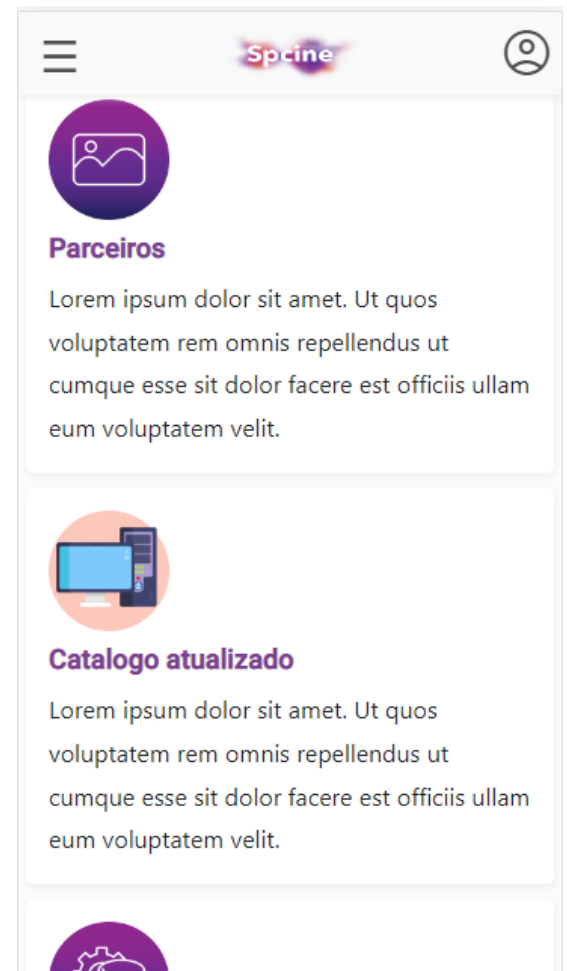 Spcine
Parceiros
Lorem ipsum dolor sit amet. Ut quos
voluptatem rem omnis repellendus ut
cumque esse sit dolor facere est officiis ullam
eum voluptatem velit.
Catalogo atualizado
Lorem ipsum dolor sit amet. Ut quos
voluptatem rem omnis repellendus ut
cumque esse sit dolor facere est officiis ullam
eum voluptatem velit.